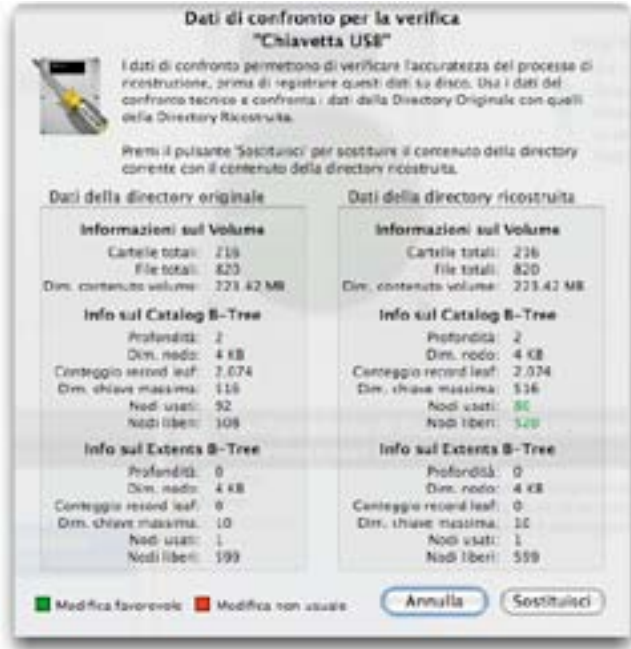 Dati di confronto per la verifica
"Chiavetta USB"
I dati di confronto permettono di verificare l'accuratezza del processo di
ricostruzione, prima di registrare questi dati su disco. Usa i dati del
confronto tecnico e confronta i dati della Directory Originale con quelli
della Directory Ricostruita.
Premi il pulsante 'Sostituisci' per sostituire il contenuto della directory
corrente con il contenuto della directory ricostruita.
Dati della directory originale
Informazioni sul Volume
Cartelle totali: 216
File totali: 820
Dim. contenuto volume: 223.42 MB
Info sul Catalog B-Tree
Profondità: 2
Dim. nodo: 4 KB
Conteggio record leaf: 2.074
Dim. chiave massima: 516
Nodi usati: 92
Nodi liberi:
Info sul Extents B-Tree
Profondità: 0
Dim. nodo: 4 KB
Conteggio record leaf: 0
Dim. chiave massima: 10
Nodi usati: 1
Nodi liberi: 599
Dati della directory ricostruita
Informazioni sul Volume
Cartelle totali: 216
File totali: 820
Dim. contenuto volume: 223.42 MB
Info sul Catalog B-Tree
Profondità: 2
Dim. nodo: 4 KB
Conteggio record leaf: 2.074
Dim. chiave massima: 516
Nodi usati: 80
Nodi liberi: 520
Info sul Extents B-Tree
Profondità: 0
Dim. nodo: 4 KB
Conteggio record leaf: 0
Dim. chiave massima: 10
Nodi usati: 1
Nodi liberi: 599
Modifica favorevole
Modifica non usuale
Annulla
Sostituisci